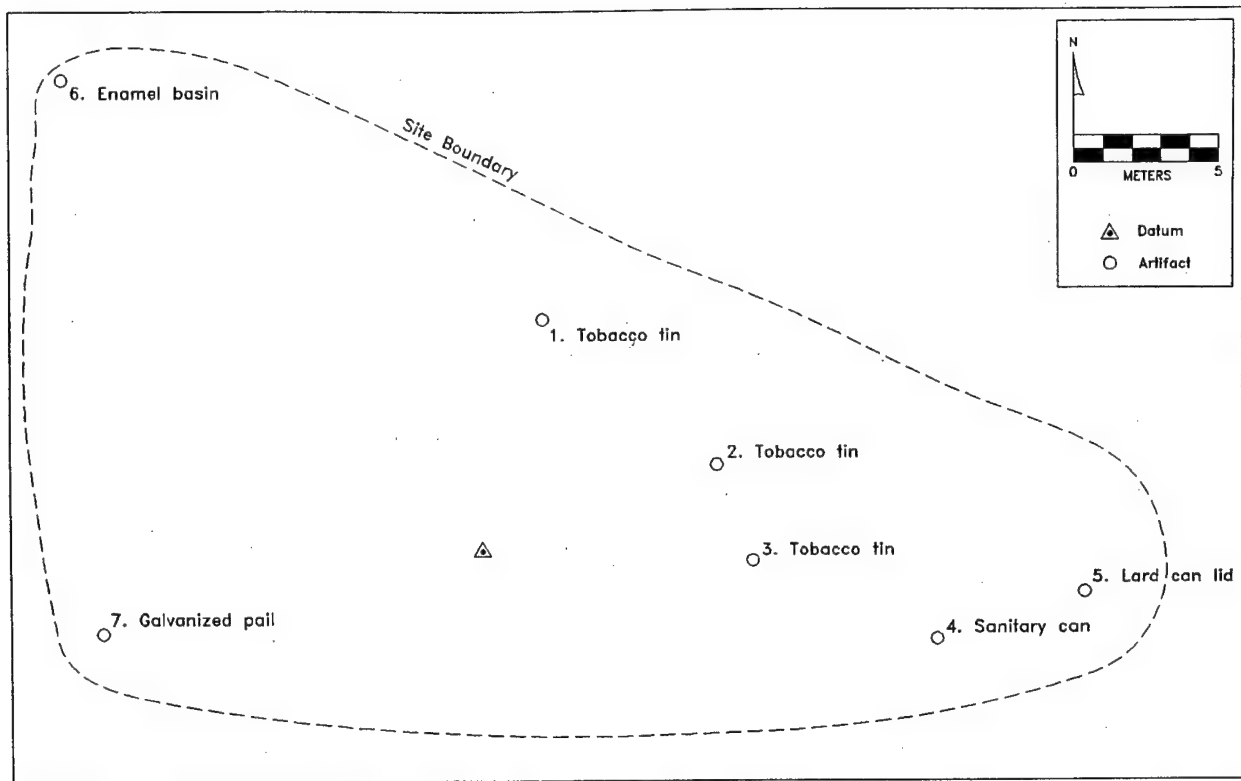 N
0 5
METERS
Datum
Artifact
6. Enamel basin
Site Boundary
1. Tobacco tin
2. Tobacco tin
3. Tobacco tin
5. Lard can lid
7. Galvanized pail
4. Sanitary can